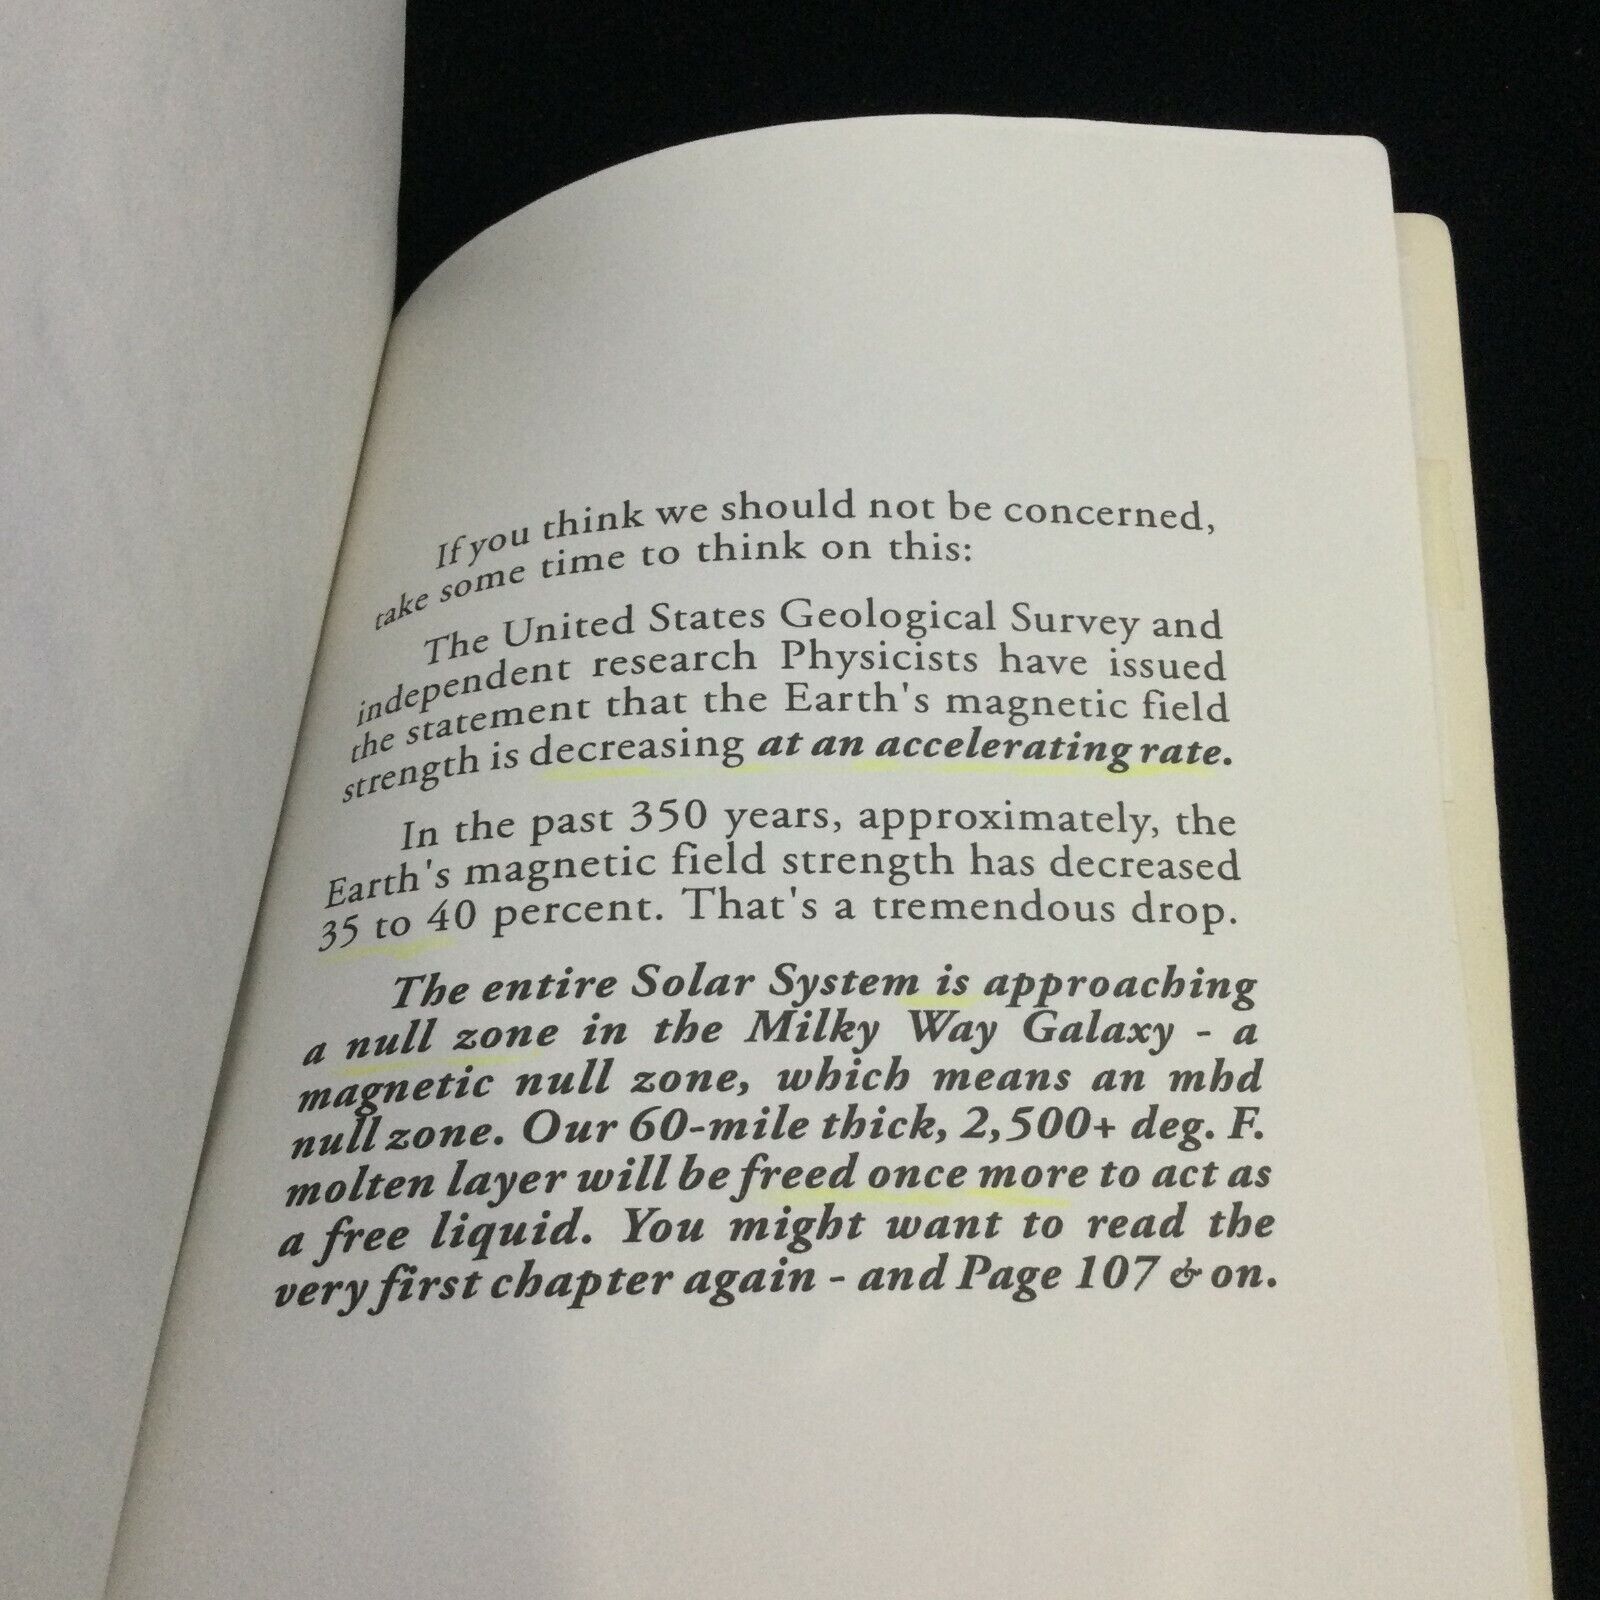 If you think we should not be concerned,
take some time to think on this:
The United States Geological Survey and
independent research Physicists have issued
the statement that the Earth's magnetic field
strength is decreasing at an accelerating rate.
In the past 350 years, approximately, the
Earth's magnetic field strength has decreased
35 to 40 percent. That's a tremendous drop.
The entire Solar System is approaching
a null zone in the Milky Way Galaxy - a
magnetic null zone, which means an mhd
null zone. Our 60-mile thick, 2,500+ deg. F.
molten layer will be freed once more to act as
a free liquid. You might want to read the
very first chapter again - and Page 107 & on.